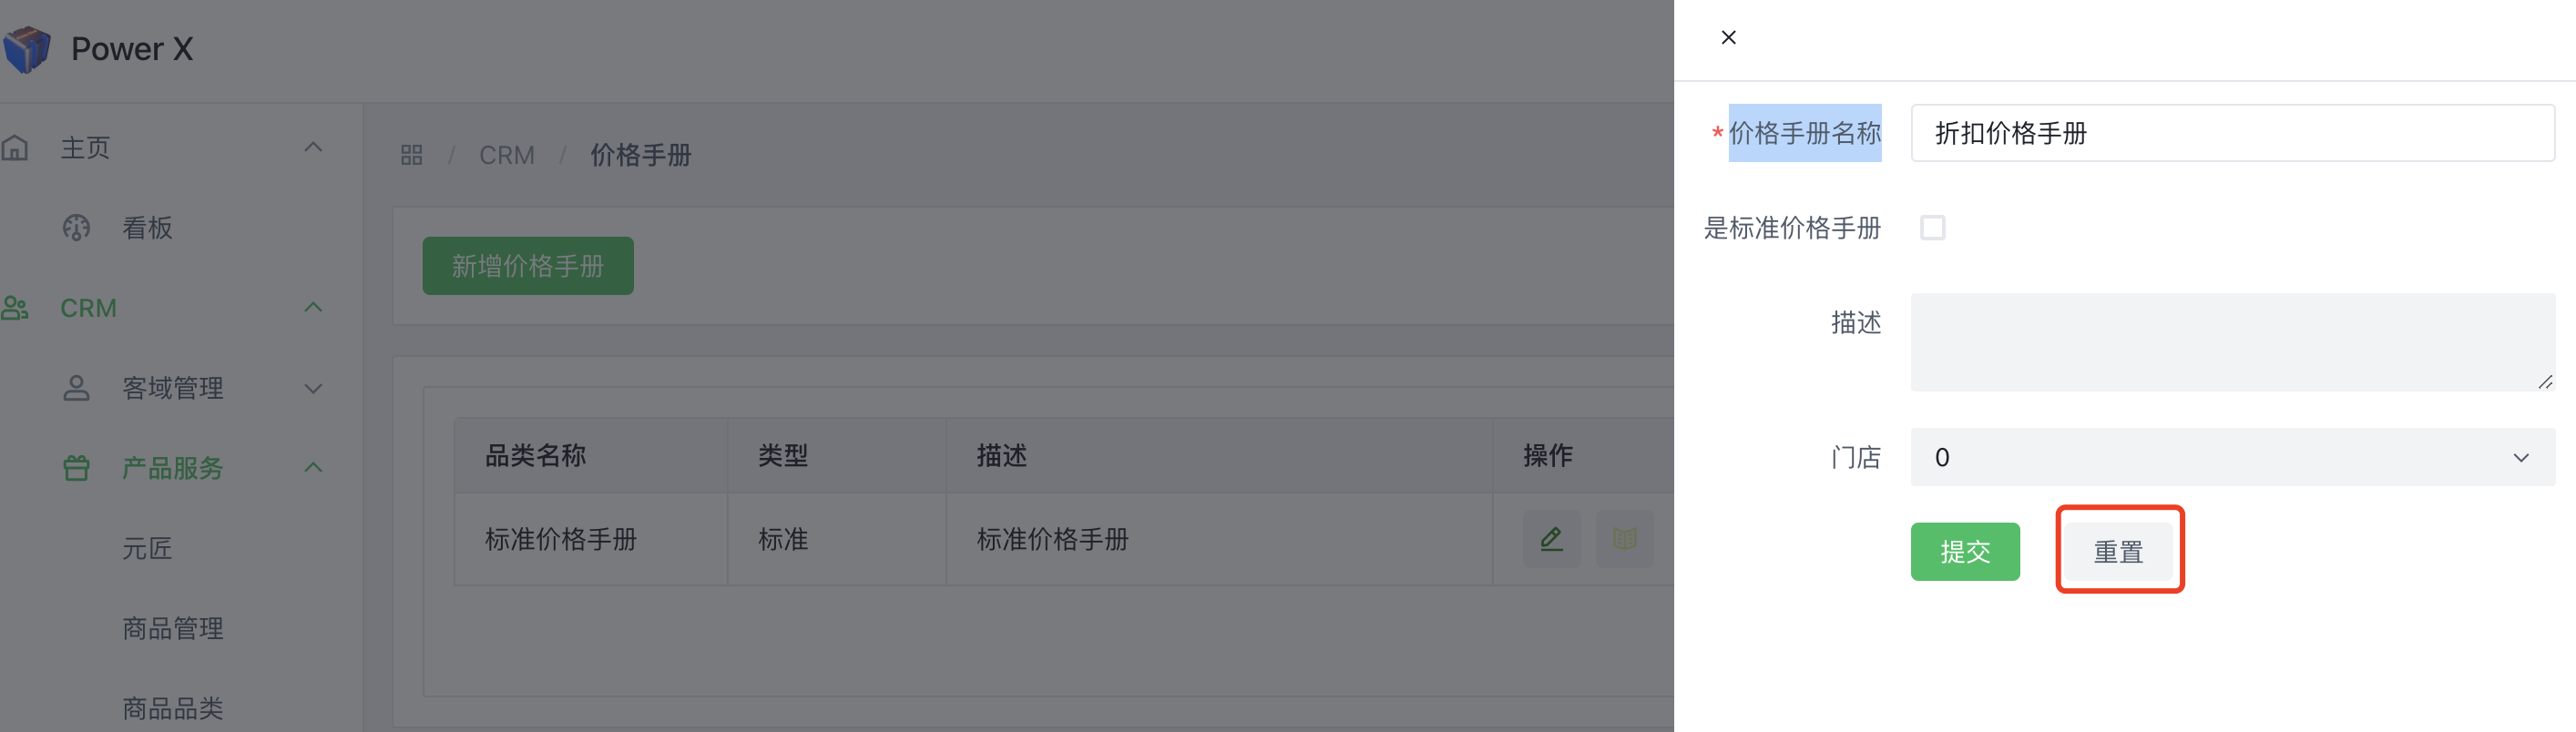 Power X
主页
看板
CRM
客域管理
产品服务
元匠
商品管理
商品品类
/ CRM / 价格手册
新增价格手册
品类名称 类型 描述 操作
标准价格手册 标准 标准价格手册
*价格手册名称 折扣价格手册
是标准价格手册
描述
门店 0
提交 重置